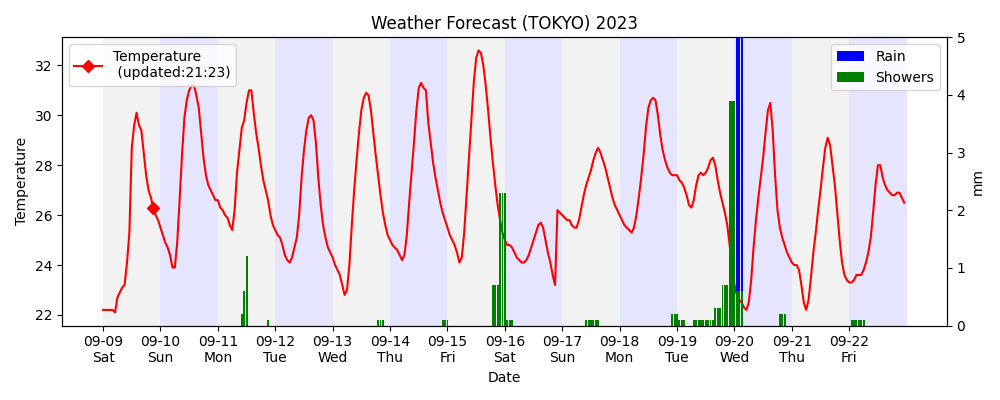 Weather Forecast (TOKYO) 2023
Temperature
(updated:21:23)
Rain
Showers
Temperature
32
30
28
26
24
22
5
4
3
2
1
0
mm
09-09 09-10 09-11 09-12 09-13 09-14 09-15 09-16 09-17 09-18 09-19 09-20 09-21 09-22
Sat Sun Mon Tue Wed Thu Fri Sat Sun Mon Tue Wed Thu Fri
Date